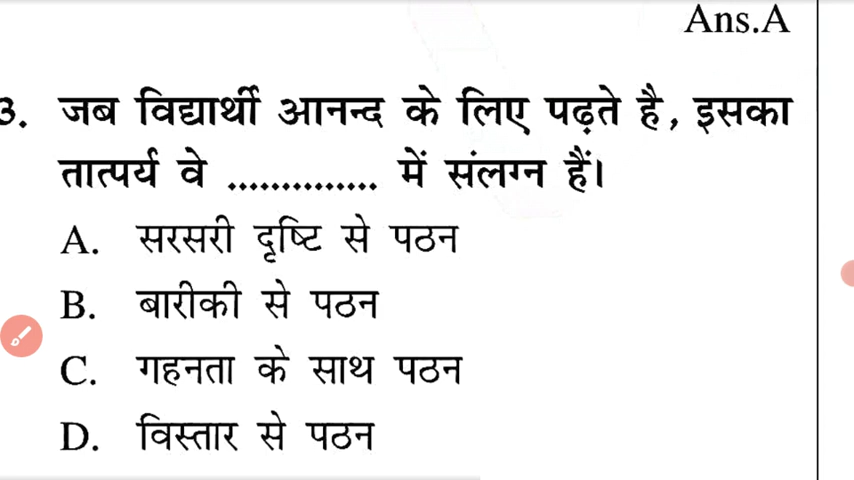 Ans.A
3. जब विद्यार्थी आनन्द के लिए पढ़ते है, इसका
तात्पर्य वे .............. में संलग्न हैं।
A. सरसरी दृष्टि से पठन
B. बारीकी से पठन
C. गहनता के साथ पठन
D. विस्तार से पठन